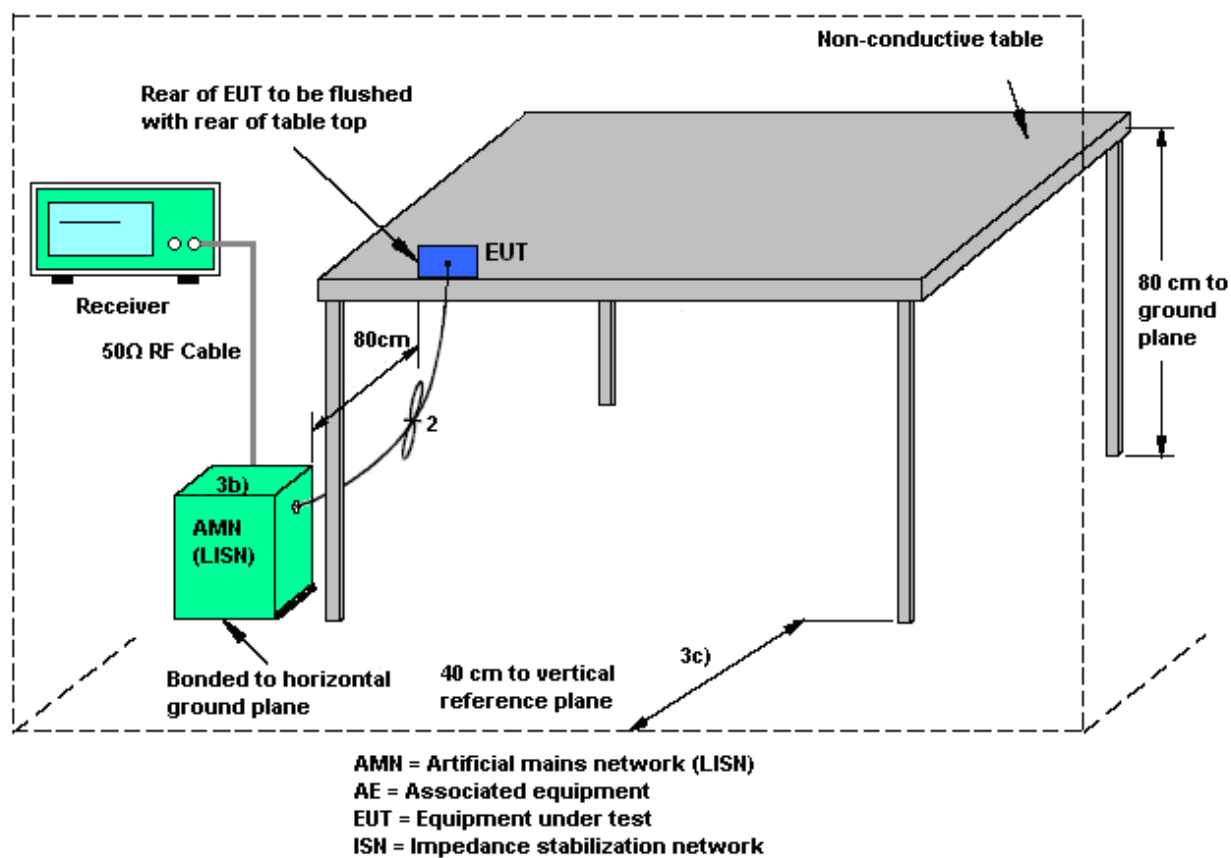 Non-conductive table
Rear of EUT to be flushed
with rear of table top
EUT
Receiver
80 cm to
ground
plane
50Ω RF Cable
80cm
2
3b)
AMN
(LISN)
3c)
Bonded to horizontal
ground plane
40 cm to vertical
reference plane
AMN = Artificial mains network (LISN)
AE = Associated equipment
EUT = Equipment under test
ISN = Impedance stabilization network